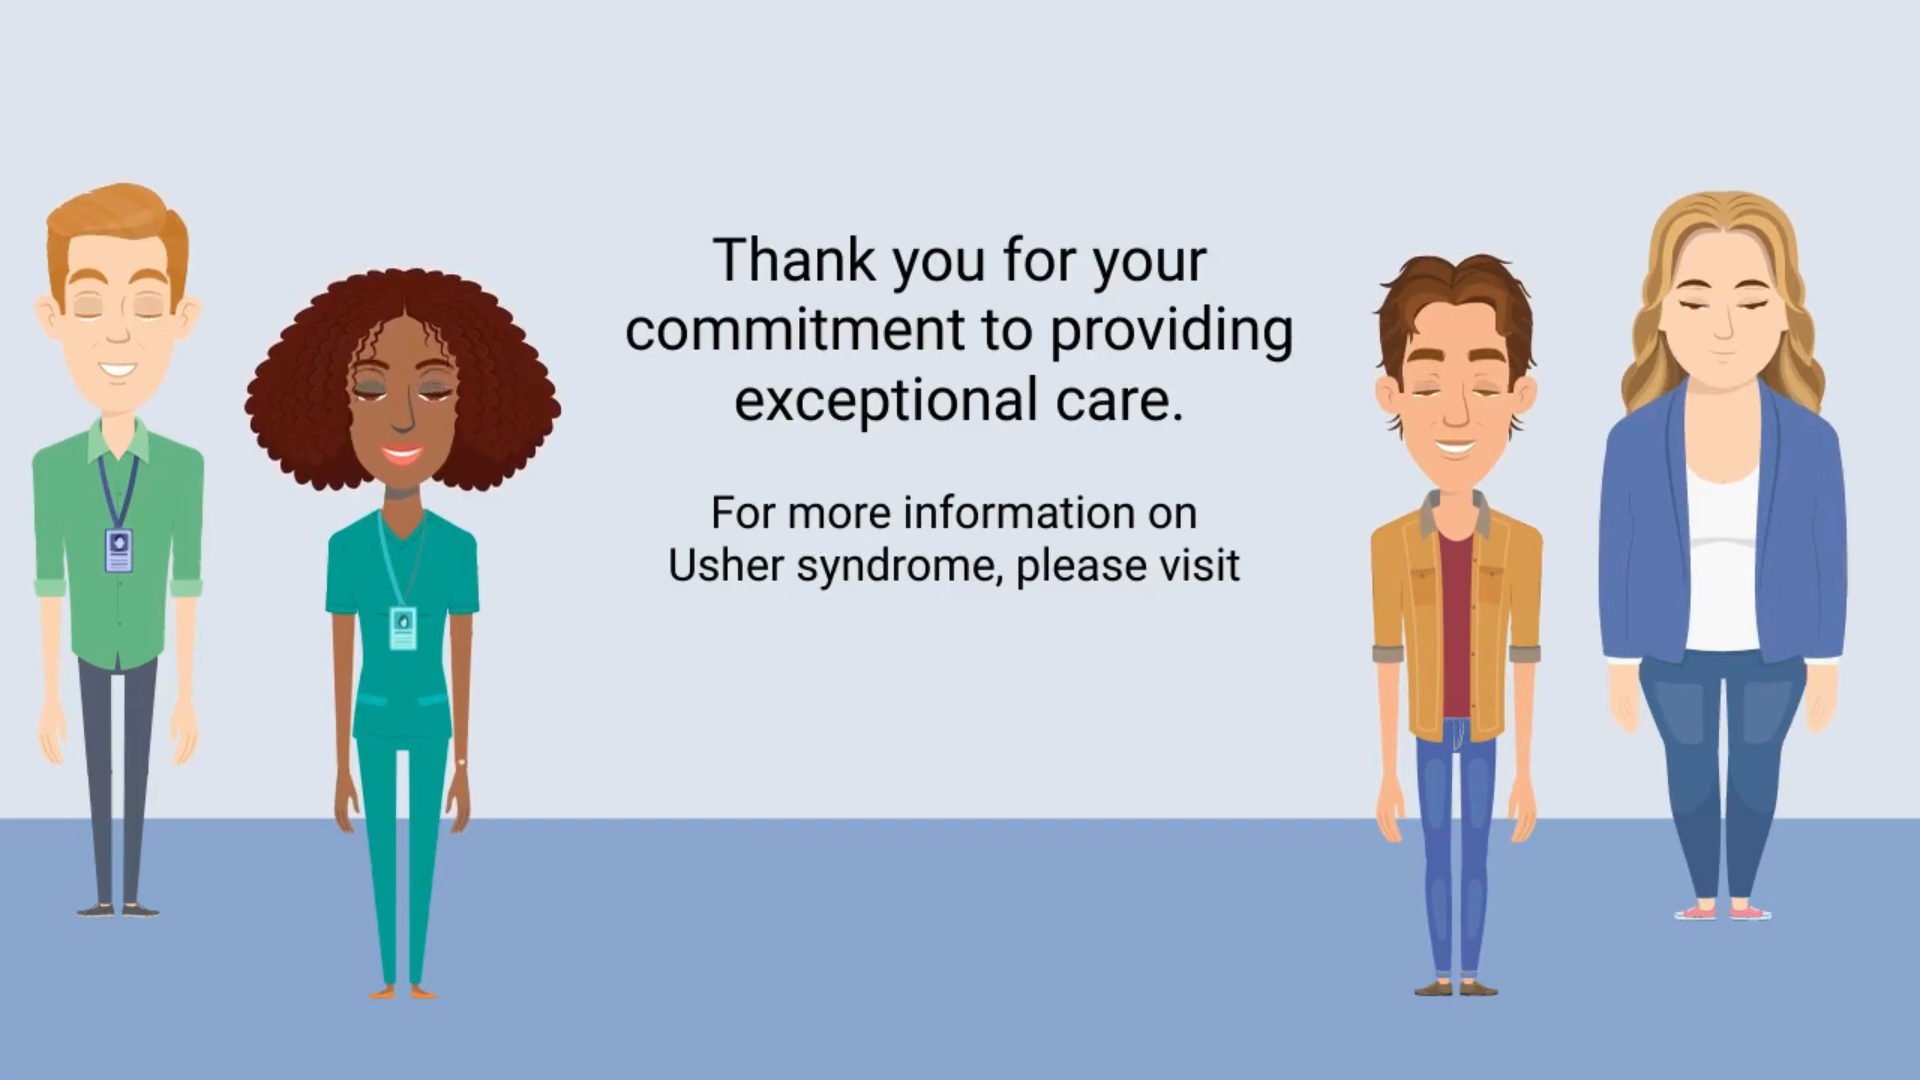 Thank you for your
commitment to providing
exceptional care.
For more information on
Usher syndrome, please visit